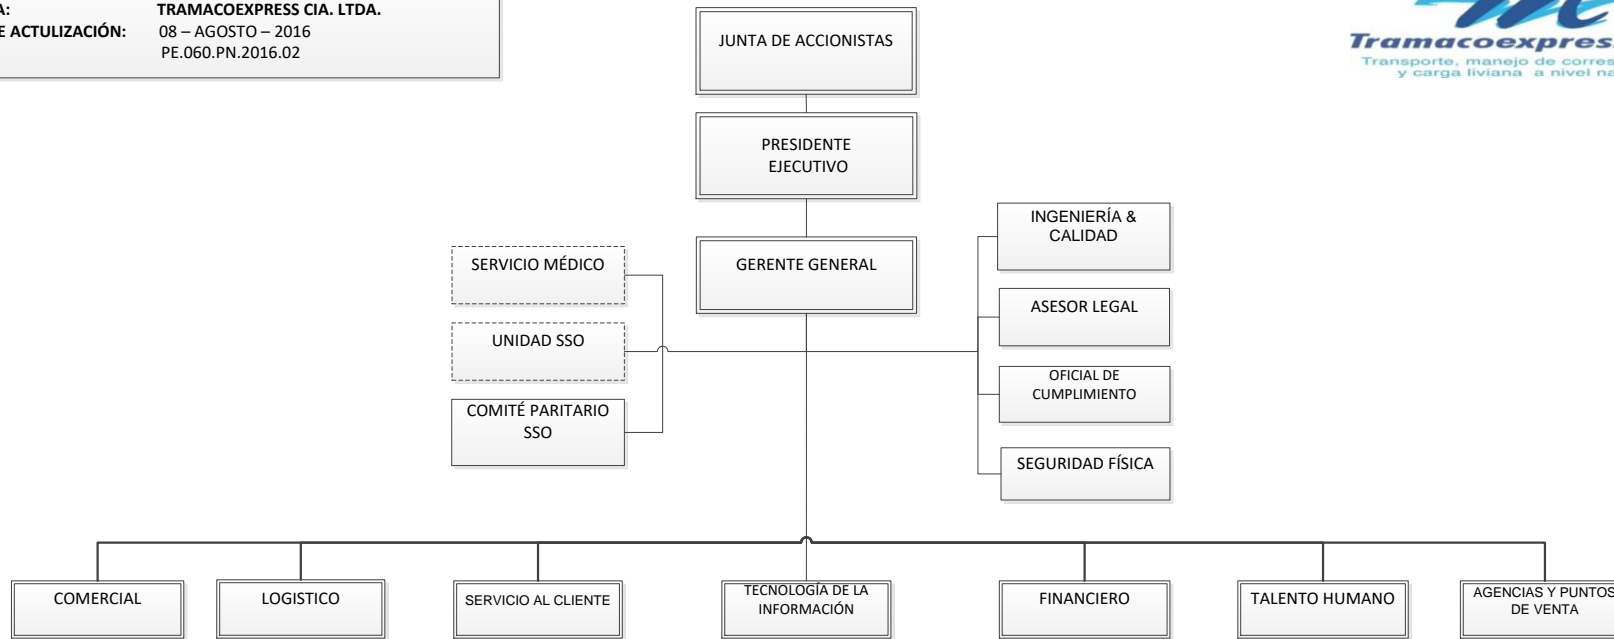 TRAMACOEXPRESS CIA. LTDA.
ACTULIZACIÓN: 08 – AGOSTO – 2016
PE.060.PN.2016.02
Transporte, manejo de
y carga liviana a nivel
JUNTA DE ACCIONISTAS
PRESIDENTE
EJECUTIVO
GERENTE GENERAL
SERVICIO MÉDICO
UNIDAD SSO
COMITÉ PARITARIO
SSO
INGENIERÍA &
CALIDAD
ASESOR LEGAL
OFICIAL DE
CUMPLIMIENTO
SEGURIDAD FÍSICA
COMERCIAL
LOGISTICO
SERVICIO AL CLIENTE
TECNOLOGÍA DE LA
INFORMACIÓN
FINANCIERO
TALENTO HUMANO
AGENCIAS Y PUNTOS
DE VENTA